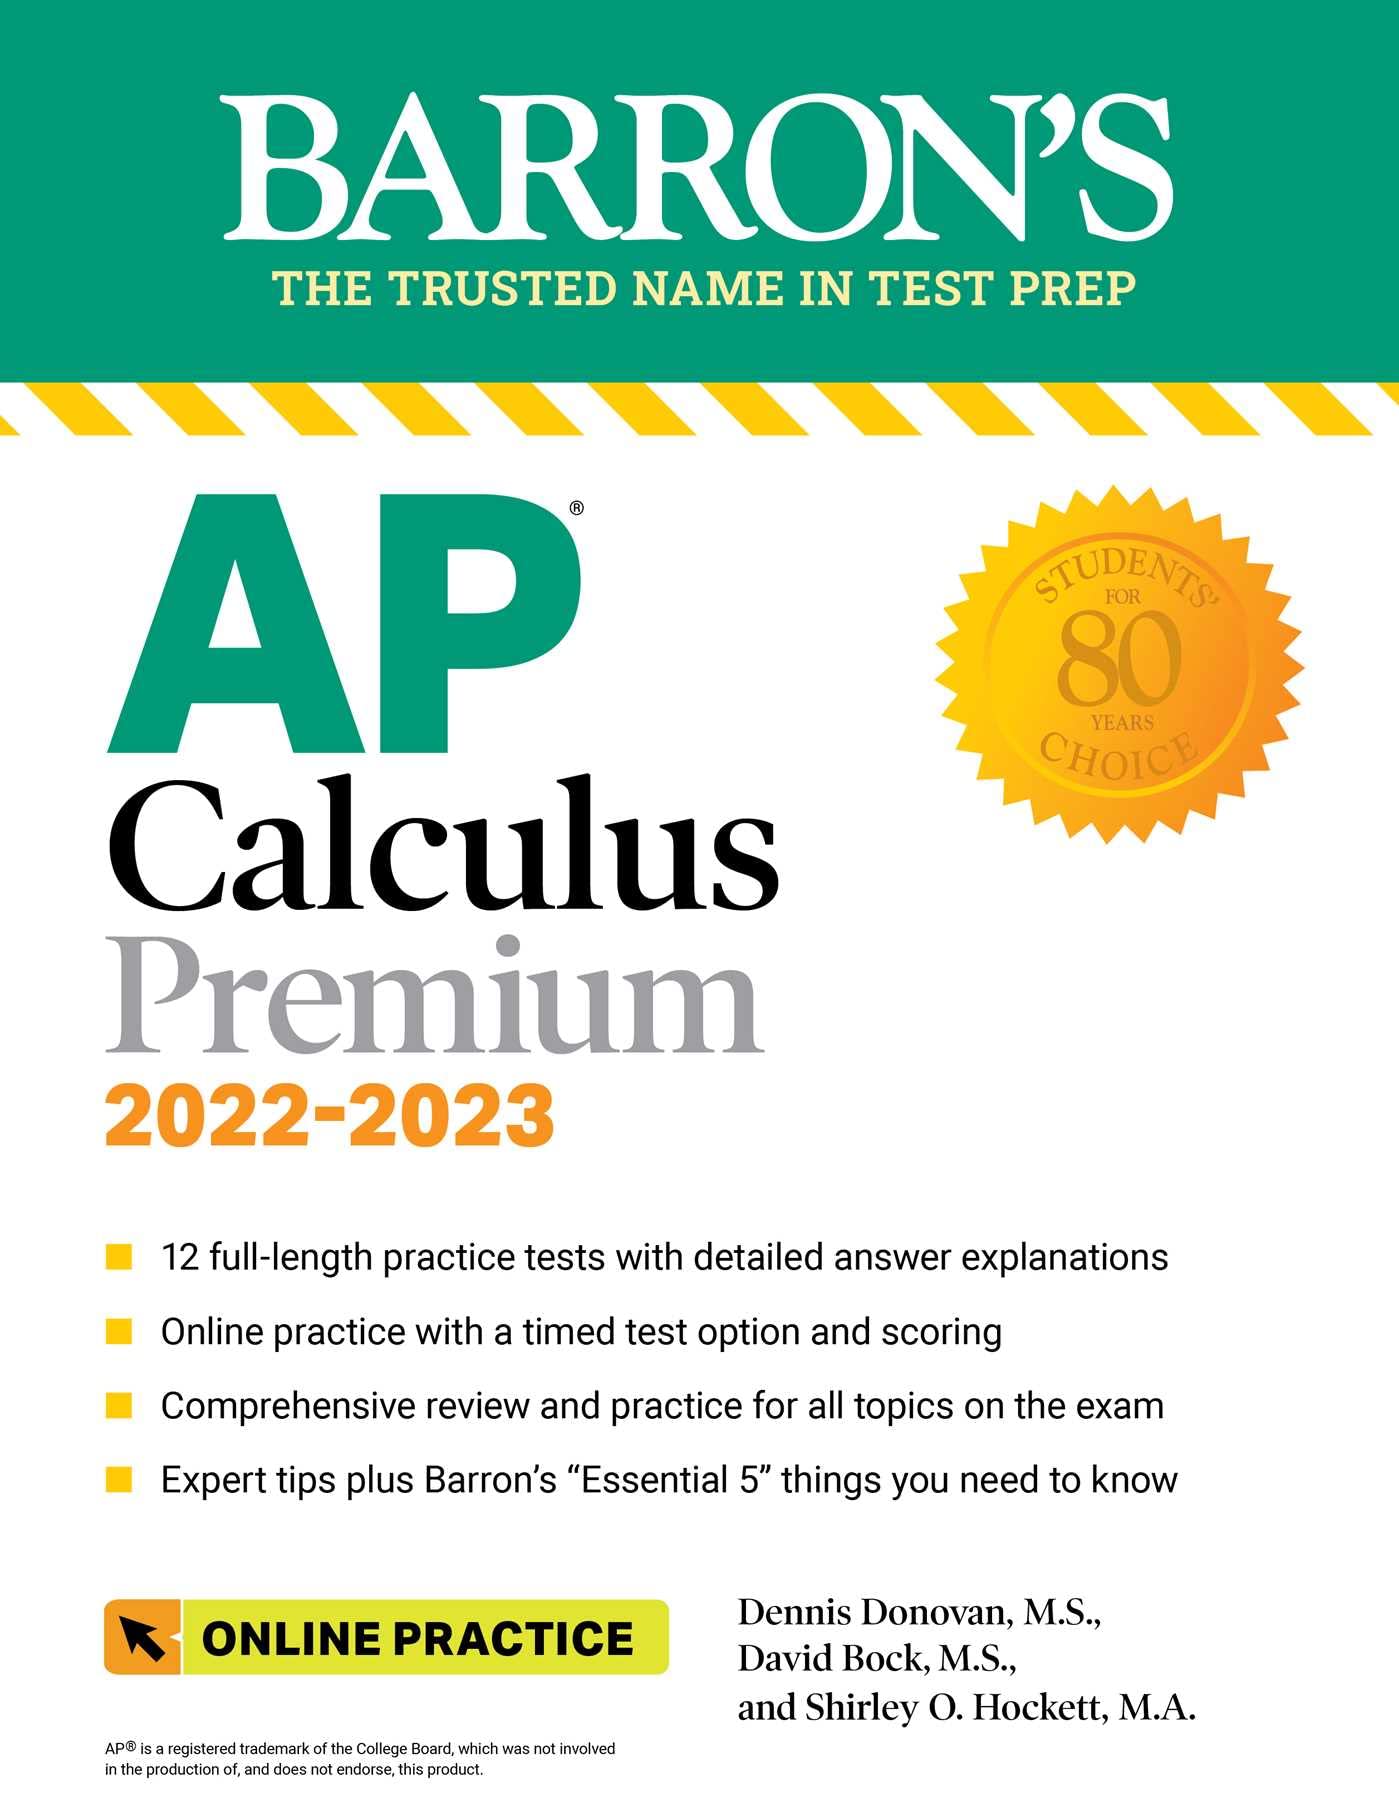 BARRON'S
THE TRUSTED NAME IN TEST PREP
AP®
Calculus
Premium
2022-2023
STUDENTS'
FOR
80
YEARS
CHOICE
12 full-length practice tests with detailed answer explanations
Online practice with a timed test option and scoring
Comprehensive review and practice for all topics on the exam
Expert tips plus Barron's “Essential 5” things you need to know
ONLINE PRACTICE
Dennis Donovan, M.S.,
David Bock, M.S.,
and Shirley O. Hockett, M.A.
AP® is a registered trademark of the College Board, which was not involved
in the production of, and does not endorse, this product.